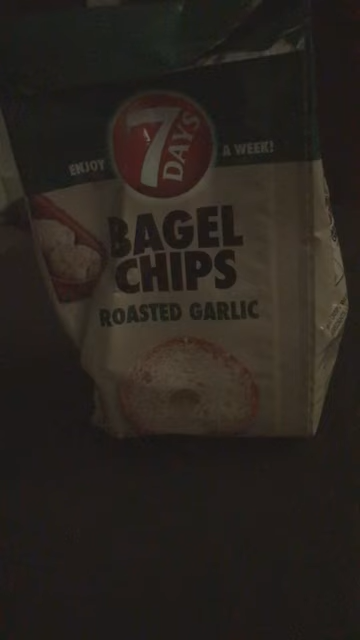 7 DAYS
ENJOY
A WEEK!
BAGEL
CHIPS
ROASTED GARLIC